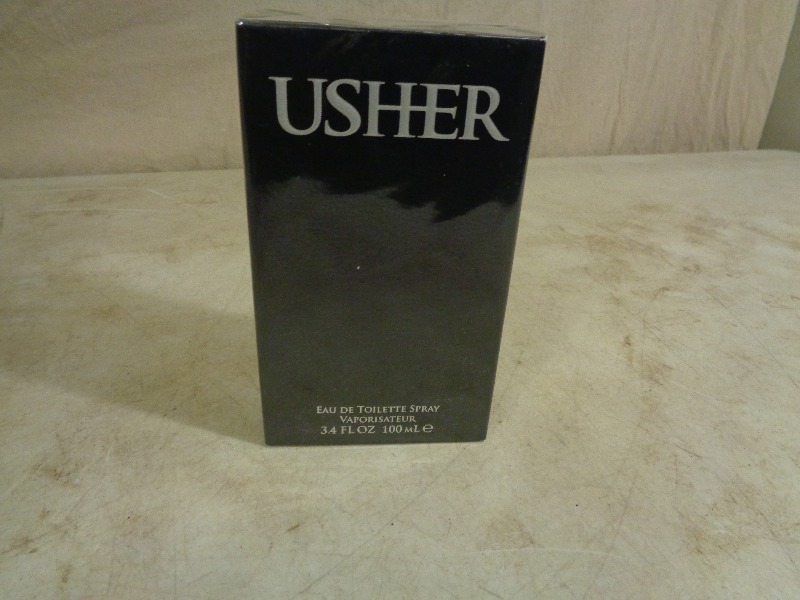 USHER
EAU DE TOILETTE SPRAY
VAPORISATEUR
3.4 FL OZ 100 ML ℮